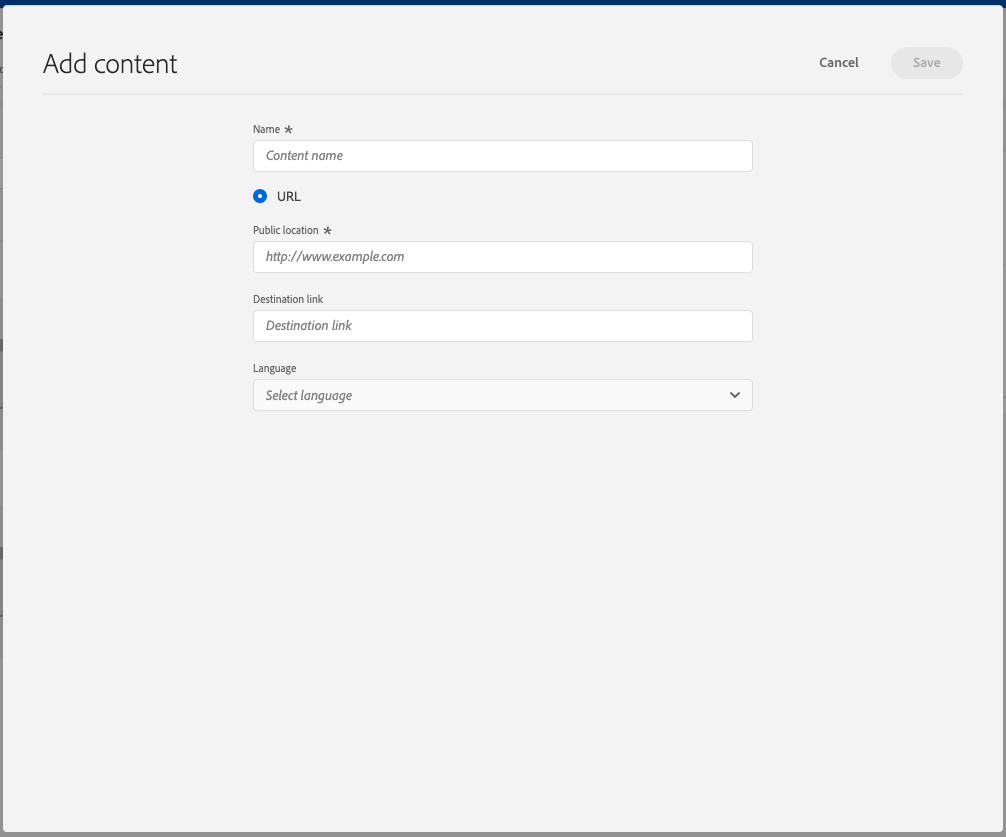 Add content
Cancel
Save
Name *
Content name
URL
Public location *
http://www.example.com
Destination link
Destination link
Language
Select language